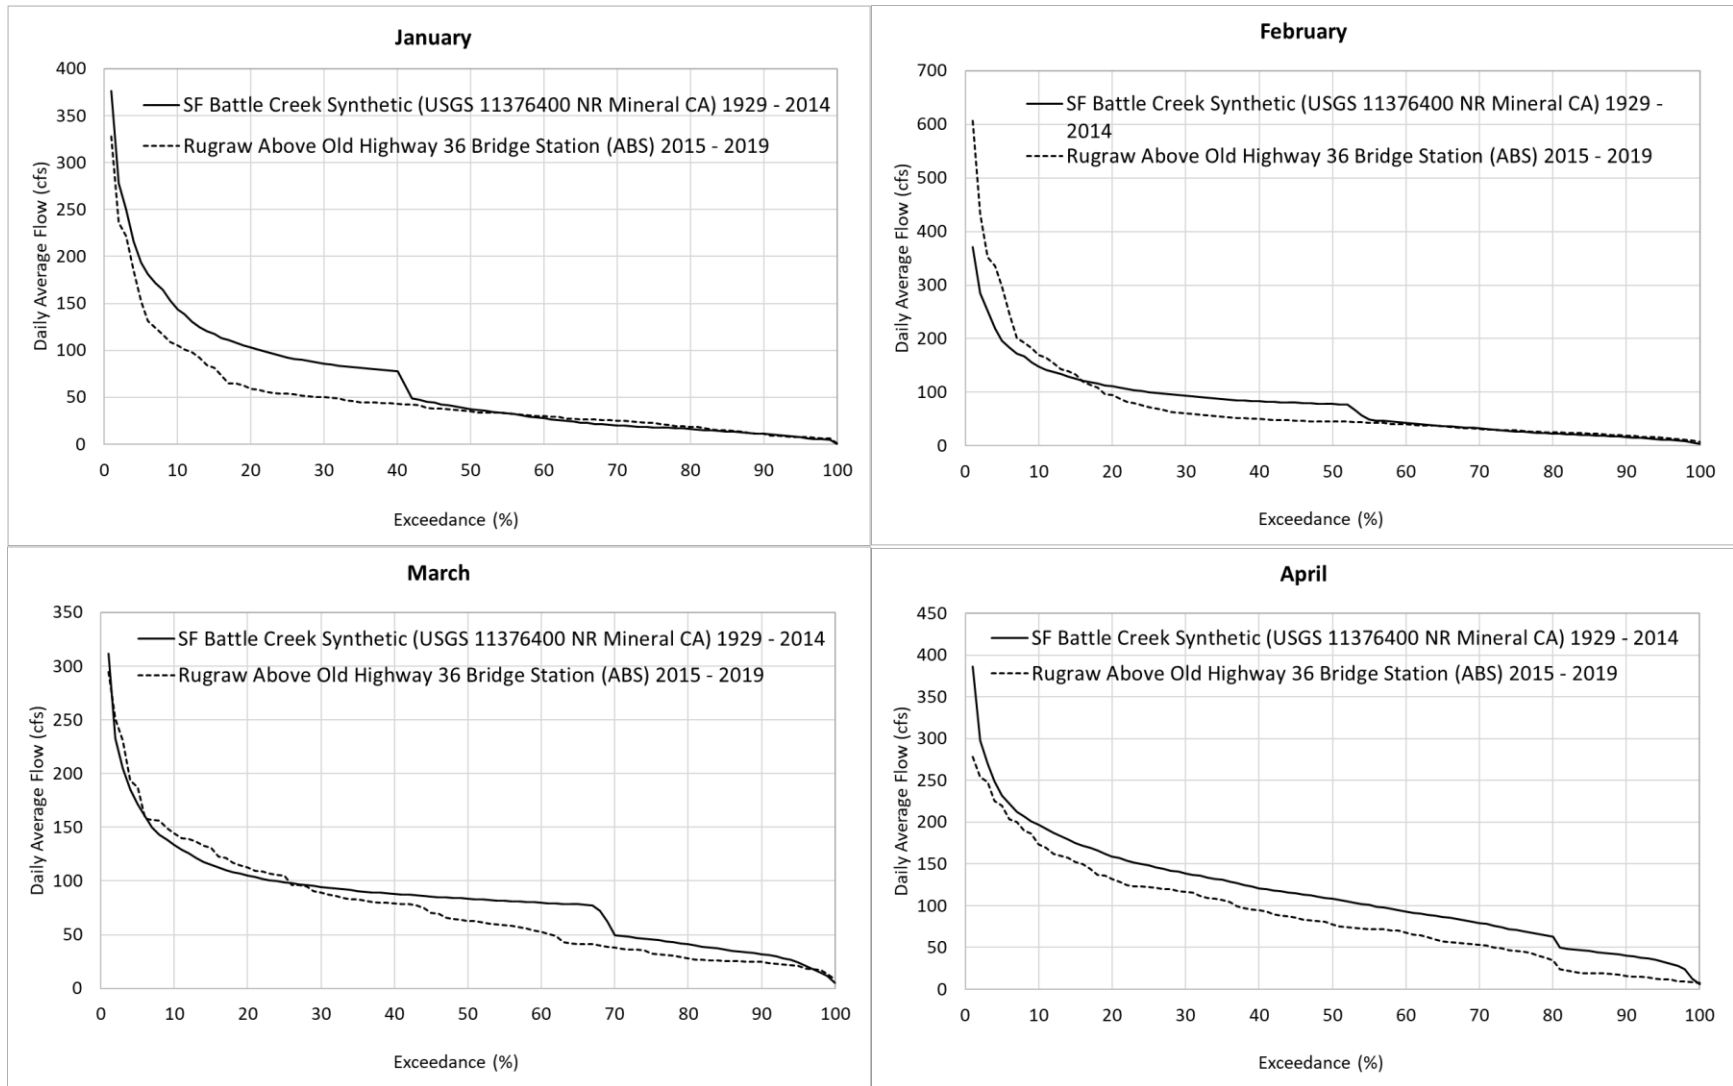 January
400
350
300
250
200
150
100
50
0
Daily Average Flow (cfs)
SF Battle Creek Synthetic (USGS 11376400 NR Mineral CA) 1929 - 2014
Rugraw Above Old Highway 36 Bridge Station (ABS) 2015 - 2019
0 10 20 30 40 50 60 70 80 90 100
Exceedance (%)
February
700
600
500
400
300
200
100
0
Daily Average Flow (cfs)
SF Battle Creek Synthetic (USGS 11376400 NR Mineral CA) 1929 -
2014
Rugraw Above Old Highway 36 Bridge Station (ABS) 2015 - 2019
0 10 20 30 40 50 60 70 80 90 100
Exceedance (%)
March
350
300
250
200
150
100
50
0
Daily Average Flow (cfs)
SF Battle Creek Synthetic (USGS 11376400 NR Mineral CA) 1929 - 2014
Rugraw Above Old Highway 36 Bridge Station (ABS) 2015 - 2019
0 10 20 30 40 50 60 70 80 90 100
Exceedance (%)
April
450
400
350
300
250
200
150
100
50
0
Daily Average Flow (cfs)
SF Battle Creek Synthetic (USGS 11376400 NR Mineral CA) 1929 - 2014
Rugraw Above Old Highway 36 Bridge Station (ABS) 2015 - 2019
0 10 20 30 40 50 60 70 80 90 100
Exceedance (%)